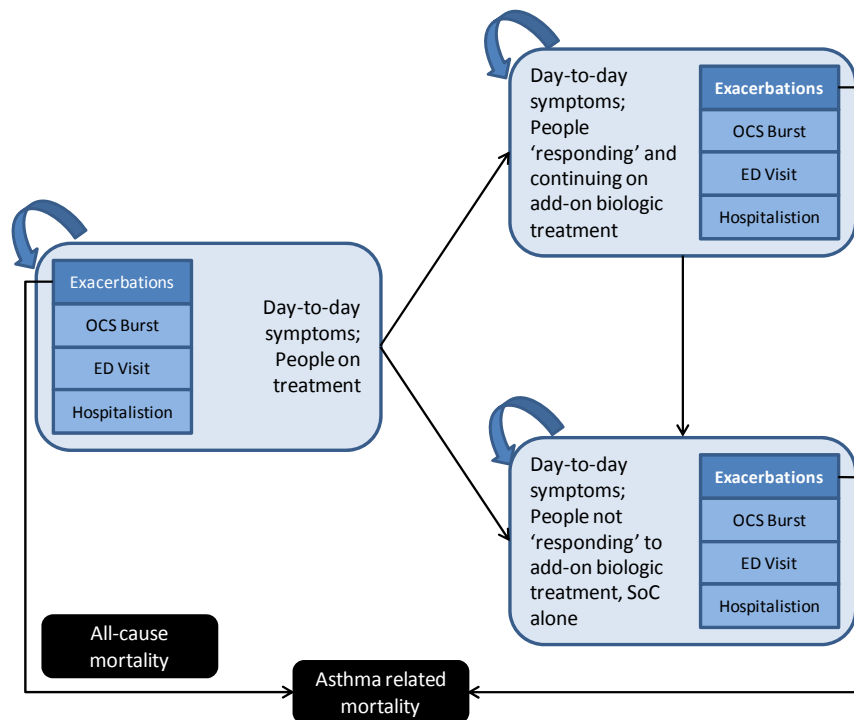 Exacerbations
OCS Burst
ED Visit
Hospitalistion
Day-to-day
symptoms;
People on
treatment
Day-to-day
symptoms;
People
‘responding’ and
continuing on
add-on biologic
treatment
Exacerbations
OCS Burst
ED Visit
Hospitalistion
Day-to-day
symptoms;
People not
‘responding’ to
add-on biologic
treatment, SoC
alone
Exacerbations
OCS Burst
ED Visit
Hospitalistion
All-cause
mortality
Asthma related
mortality